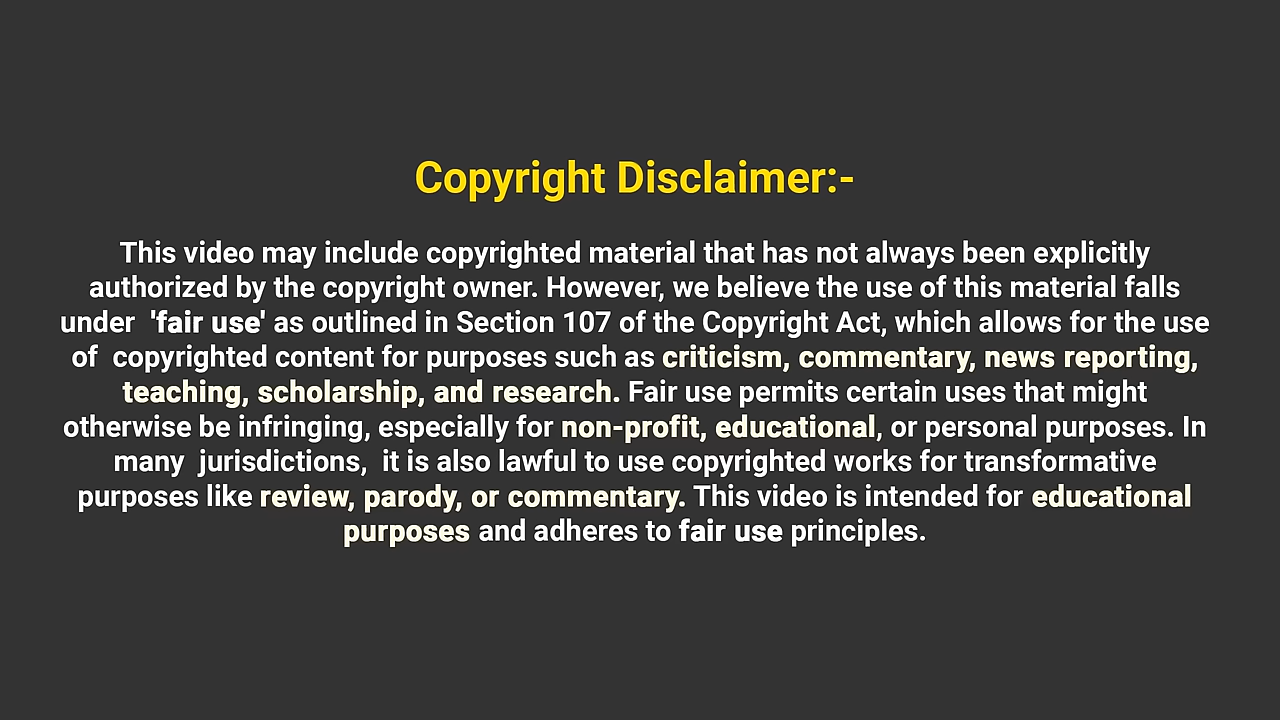 Copyright Disclaimer:-
This video may include copyrighted material that has not always been explicitly
authorized by the copyright owner. However, we believe the use of this material falls
under  'fair use' as outlined in Section 107 of the Copyright Act, which allows for the use
of  copyrighted content for purposes such as criticism, commentary, news reporting,
teaching, scholarship, and research. Fair use permits certain uses that might
otherwise be infringing, especially for non-profit, educational, or personal purposes. In
many  jurisdictions,  it is also lawful to use copyrighted works for transformative
purposes like review, parody, or commentary. This video is intended for educational
purposes and adheres to fair use principles.